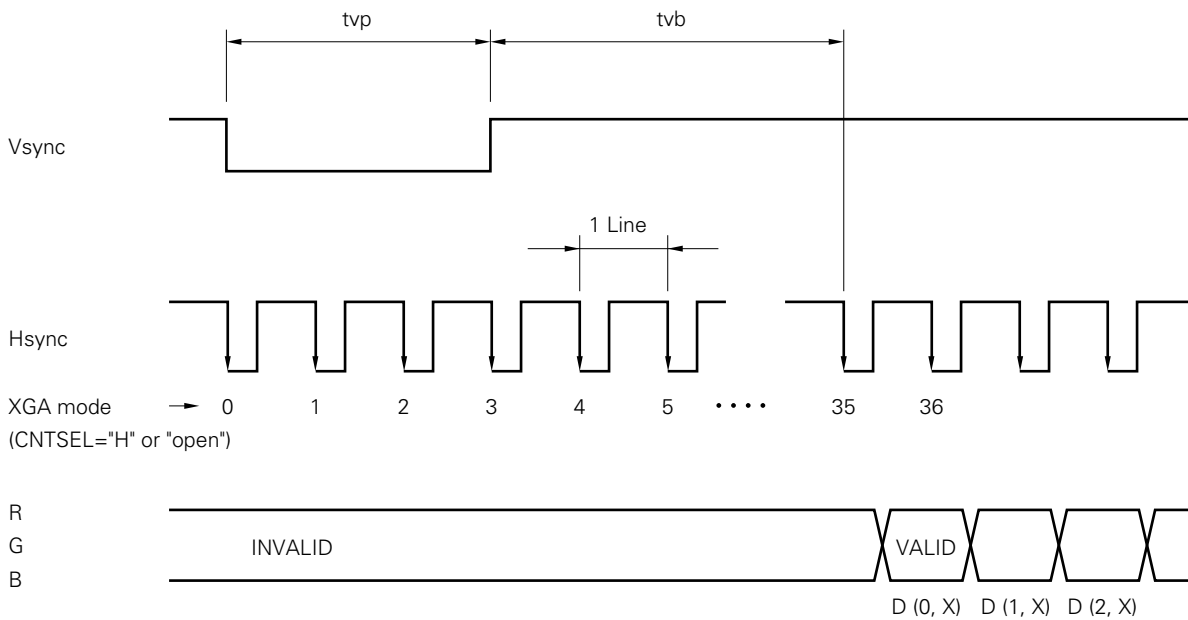 tvp tvb
Vsync
1 Line
Hsync
XGA mode 0 1 2 3 4 5 • • • • 35 36
(CNTSEL="H" or "open")
R
G INVALID VALID
B
D (0, X) D (1, X) D (2, X)